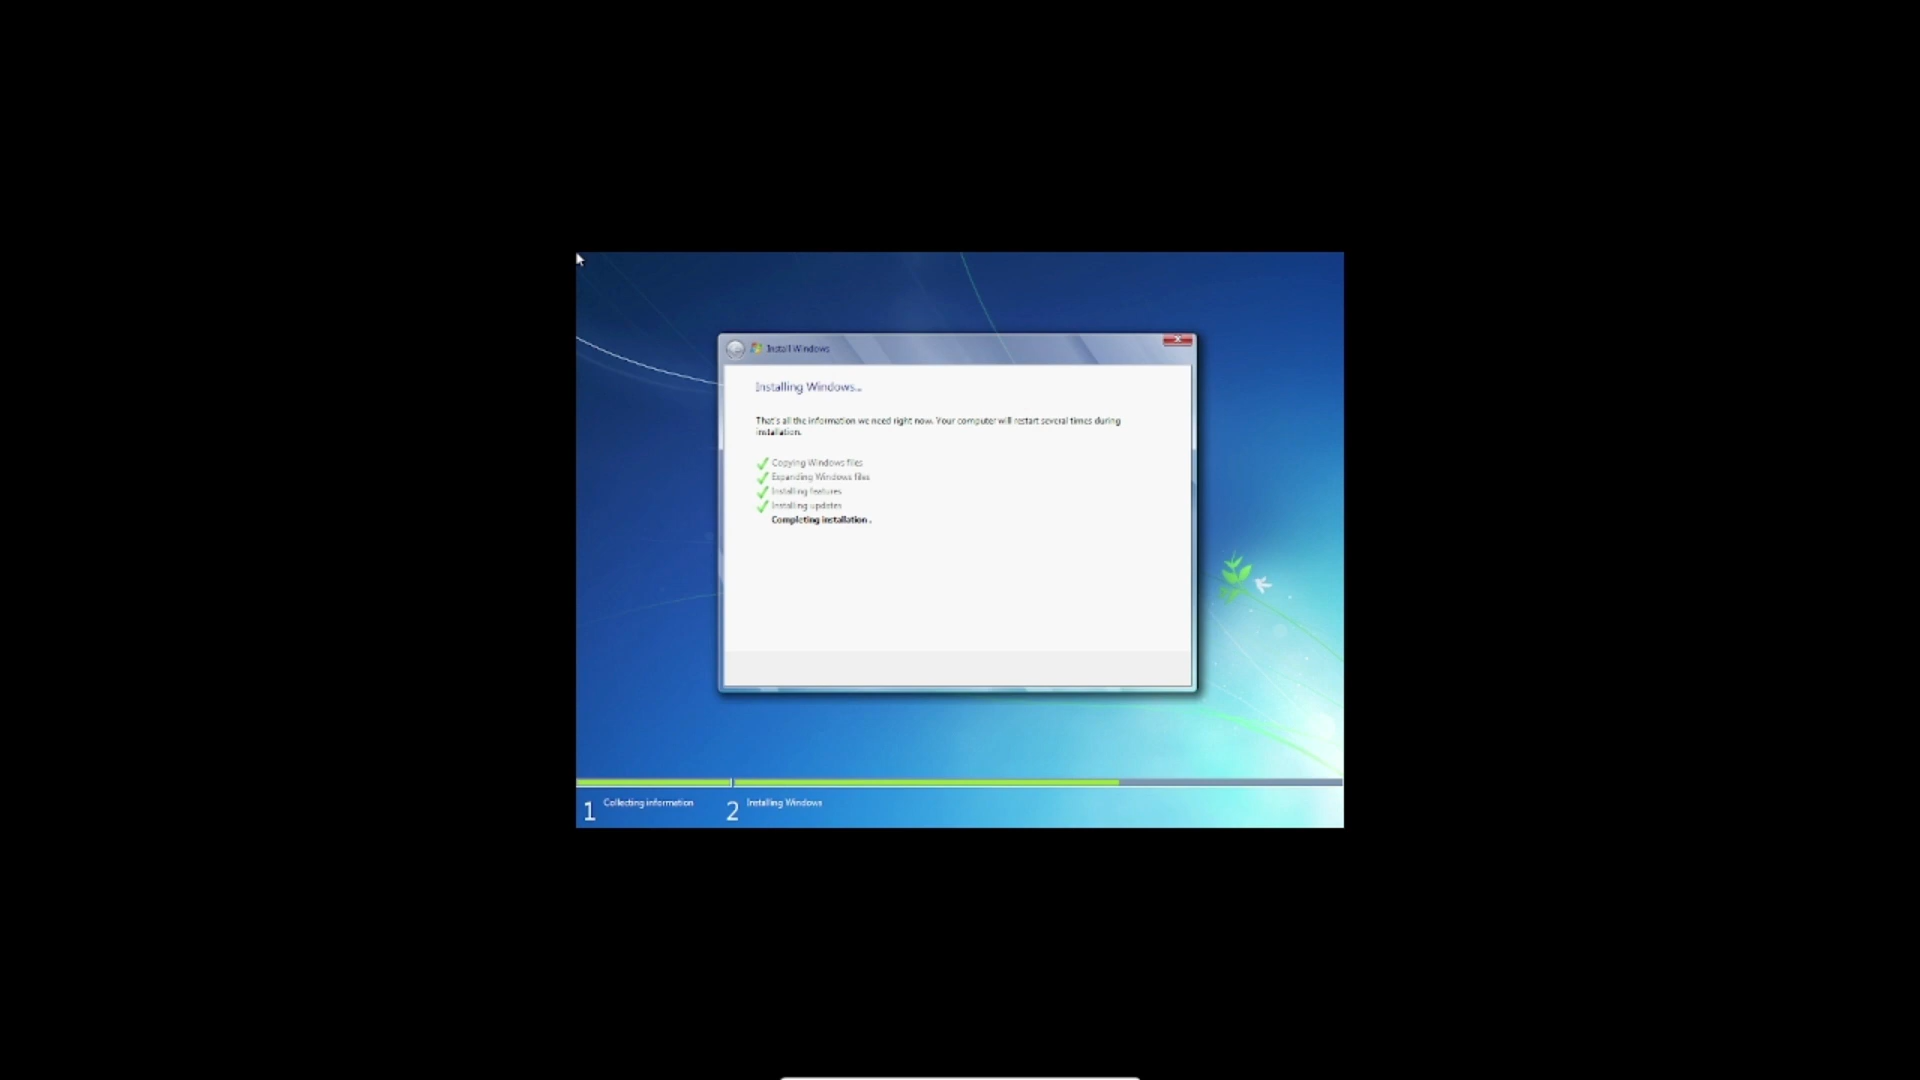 Install Windows
Installing Windows...
That's all the information we need right now. Your computer will restart several times during
installation.
Copying Windows files
Expanding Windows files
Installing features
Installing updates
Completing installation .
1 Collecting information
2 Installing Windows